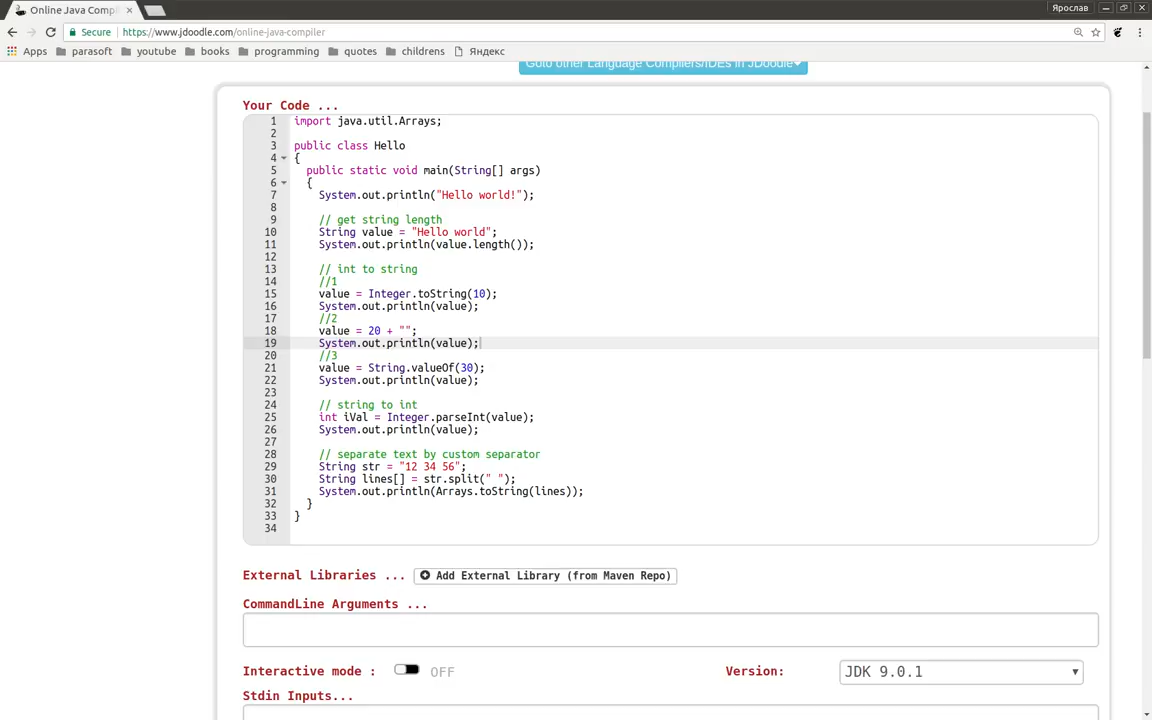 Ярослав
Online Java Compil
Secure https://www.jdoodle.com/online-java-compiler
Apps parasoft youtube books programming quotes childrens Яндекс
Goto other Language Compilers/IDEs in JDoodle
Your Code ...
1 import java.util.Arrays;
2
3 public class Hello
4 {
5 public static void main(String[] args)
6 {
7 System.out.println("Hello world!");
8
9 // get string length
10 String value = "Hello world";
11 System.out.println(value.length());
12
13 // int to string
14 //1
15 value = Integer.toString(10);
16 System.out.println(value);
17 //2
18 value = 20 + "";
19 System.out.println(value);
20 //3
21 value = String.valueOf(30);
22 System.out.println(value);
23
24 // string to int
25 int iVal = Integer.parseInt(value);
26 System.out.println(value);
27
28 // separate text by custom separator
29 String str = "12 34 56";
30 String lines[] = str.split(" ");
31 System.out.println(Arrays.toString(lines));
32 }
33 }
34
External Libraries ... Add External Library (from Maven Repo)
CommandLine Arguments ...
Interactive mode : OFF Version: JDK 9.0.1
Stdin Inputs...